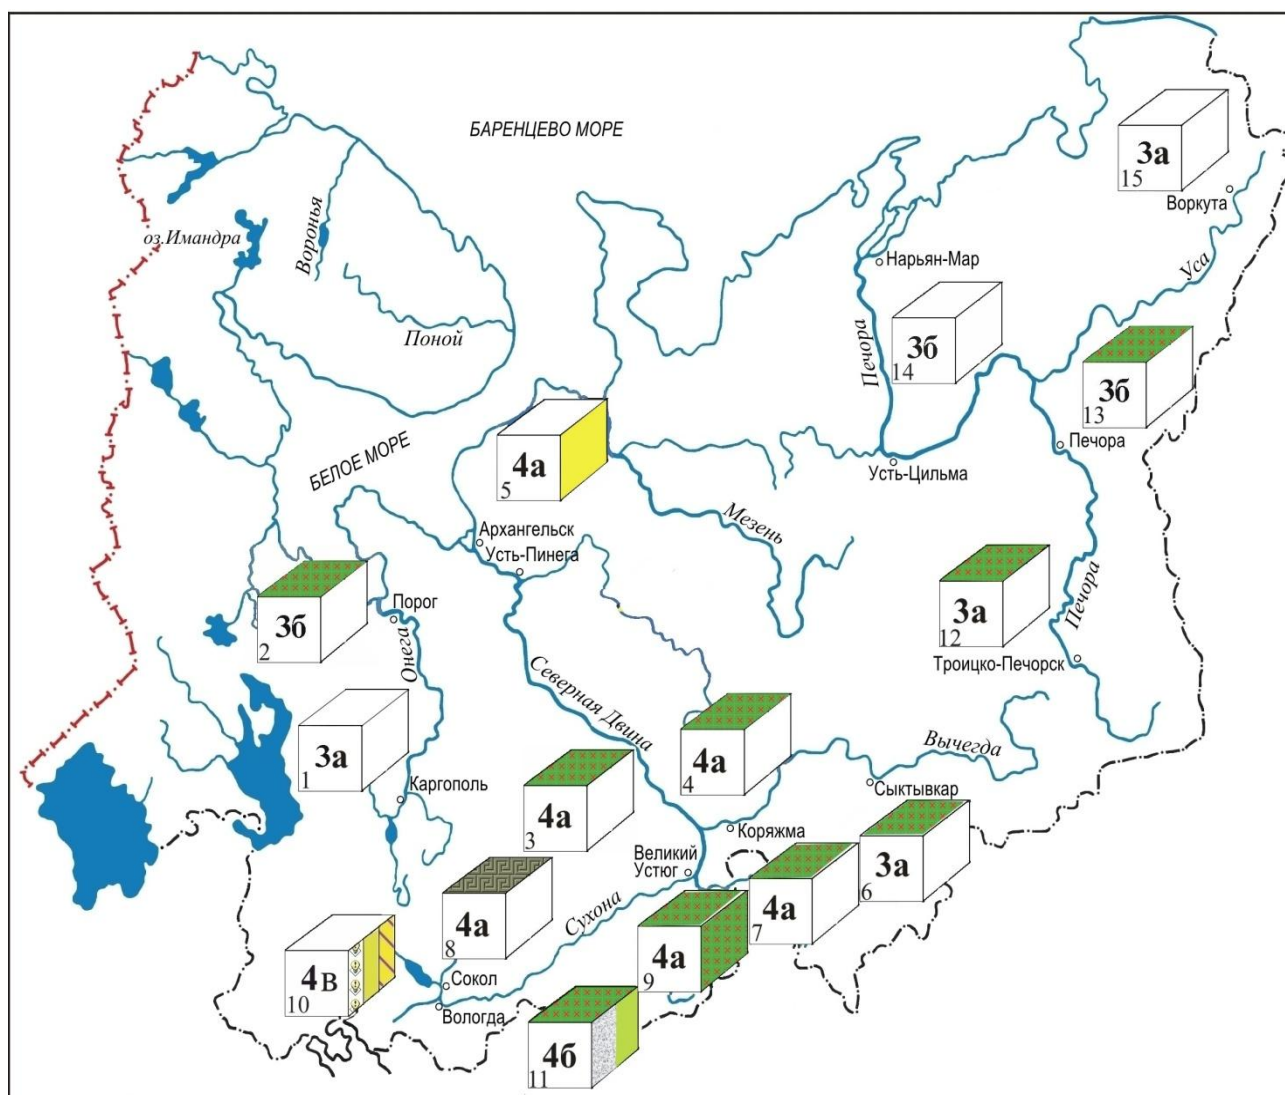 БАРЕНЦЕВО МОРЕ
3а
15
Воркута
оз.Имандра
Воронья
Нарьян-Мар
Уса
Поной
Печора
3б
14
3б
13
Печора
БЕЛОЕ МОРЕ
4а
5
Усть-Цильма
Мезень
Архангельск
Усть-Пинега
3б
2
Порог
Онега
3а
12
Печора
Троицко-Печорск
Северная Двина
3а
1
4а
4
Вычегда
Каргополь
4а
3
Сыктывкар
Коряжма
Великий
Устюг
3а
6
4а
7
4а
8
Сухона
4а
9
4в
10
Сокол
Вологда
4б
11